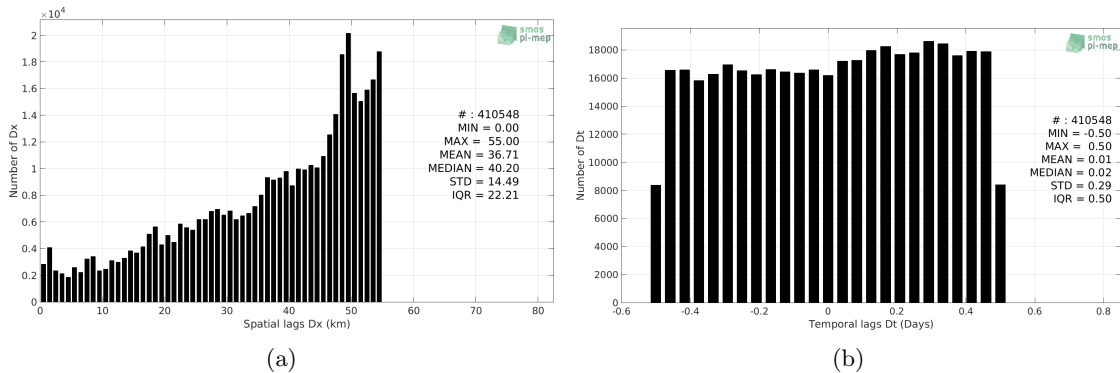 ×10⁴
2
1.8
1.6
1.4
1.2
1
0.8
0.6
0.4
0.2
0
Number of Dx
0 10 20 30 40 50 60 70 80
Spatial lags Dx (km)
smos
pi-mep
# : 410548
MIN = 0.00
MAX = 55.00
MEAN = 36.71
MEDIAN = 40.20
STD = 14.49
IQR = 22.21
(a)
18000
16000
14000
12000
10000
8000
6000
4000
2000
0
Number of Dt
-0.6 -0.4 -0.2 0 0.2 0.4 0.6 0.8
Temporal lags Dt (Days)
smos
pi-mep
# : 410548
MIN = -0.50
MAX = 0.50
MEAN = 0.01
MEDIAN = 0.02
STD = 0.29
IQR = 0.50
(b)